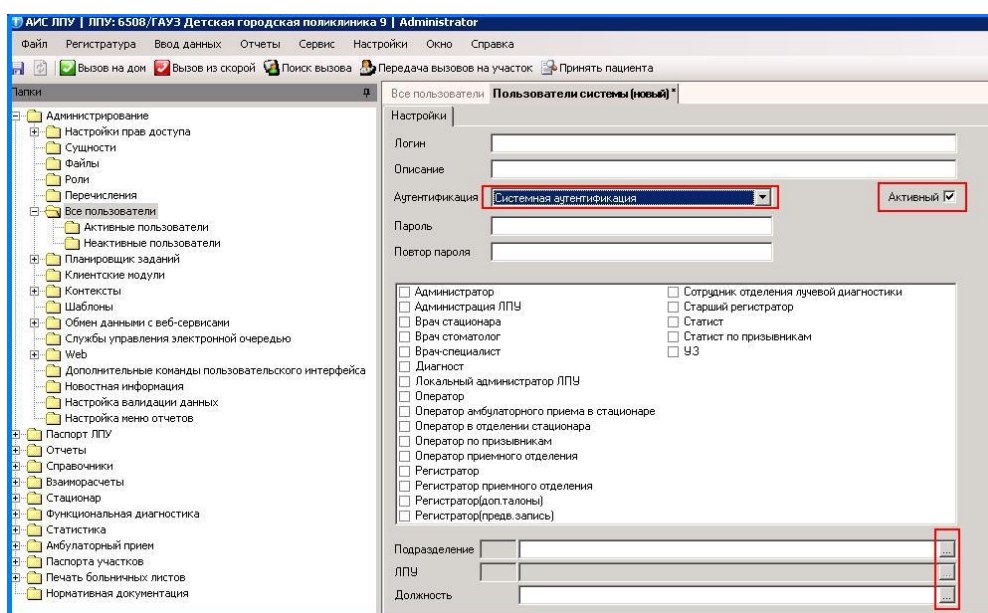 АИС ЛПУ | ЛПУ: 6508/ГАУЗ Детская городская поликлиника 9 | Administrator
Файл Регистратура Ввод данных Отчеты Сервис Настройки Окно Справка
Вызов на дом Вызов из скорой Поиск вызова Передача вызовов на участок Принять пациента
Папки
Администрирование
Настройки прав доступа
Сущности
Файлы
Роли
Перечисления
Все пользователи
Активные пользователи
Неактивные пользователи
Планировщик заданий
Клиентские модули
Контексты
Шаблоны
Обмен данными с веб-сервисами
Службы управления электронной очередью
Web
Дополнительные команды пользовательского интерфейса
Новостная информация
Настройка валидации данных
Настройка меню отчетов
Паспорт ЛПУ
Отчеты
Справочники
Взаиморасчеты
Стационар
Функциональная диагностика
Статистика
Амбулаторный прием
Паспорта участков
Печать больничных листов
Нормативная документация
Все пользователи Пользователи системы (новый) *
Настройки
Логин
Описание
Аутентификация Системная аутентификация Активный
Пароль
Повтор пароля
Администратор
Администрация ЛПУ
Врач стационара
Врач стоматолог
Врач-специалист
Диагност
Локальный администратор ЛПУ
Оператор
Оператор амбулаторного приема в стационаре
Оператор в отделении стационара
Оператор по призывникам
Оператор приемного отделения
Регистратор
Регистратор приемного отделения
Регистратор(доп.талоны)
Регистратор(предв.запись)
Сотрудник отделения лучевой диагностики
Старший регистратор
Статист
Статист по призывникам
УЗ
Подразделение ...
ЛПУ ...
Должность ...